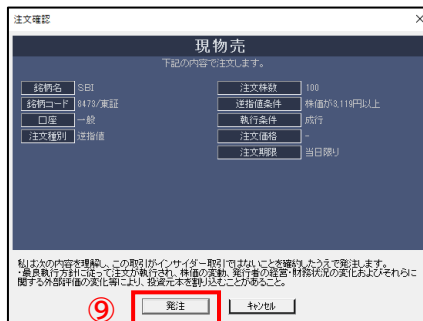 注文確認
現物売
下記の内容で注文します。
銘柄名 SBI 注文株数 100
銘柄コード 8473/東証 逆指値条件 株価が3,119円以上
口座 一般 執行条件 成行
注文種別 逆指値 注文価格 -
注文期限 当日限り
私は次の内容を理解し、この取引がインサイダー取引ではないことを確約したうえで発注します。
・最良執行方針に従って注文が執行され、株価の変動、発行者の経営・財務状況の変化およびそれらに
関する外部評価の変化等により、投資元本を割り込むことがあること。
⑨ 発注 キャンセル